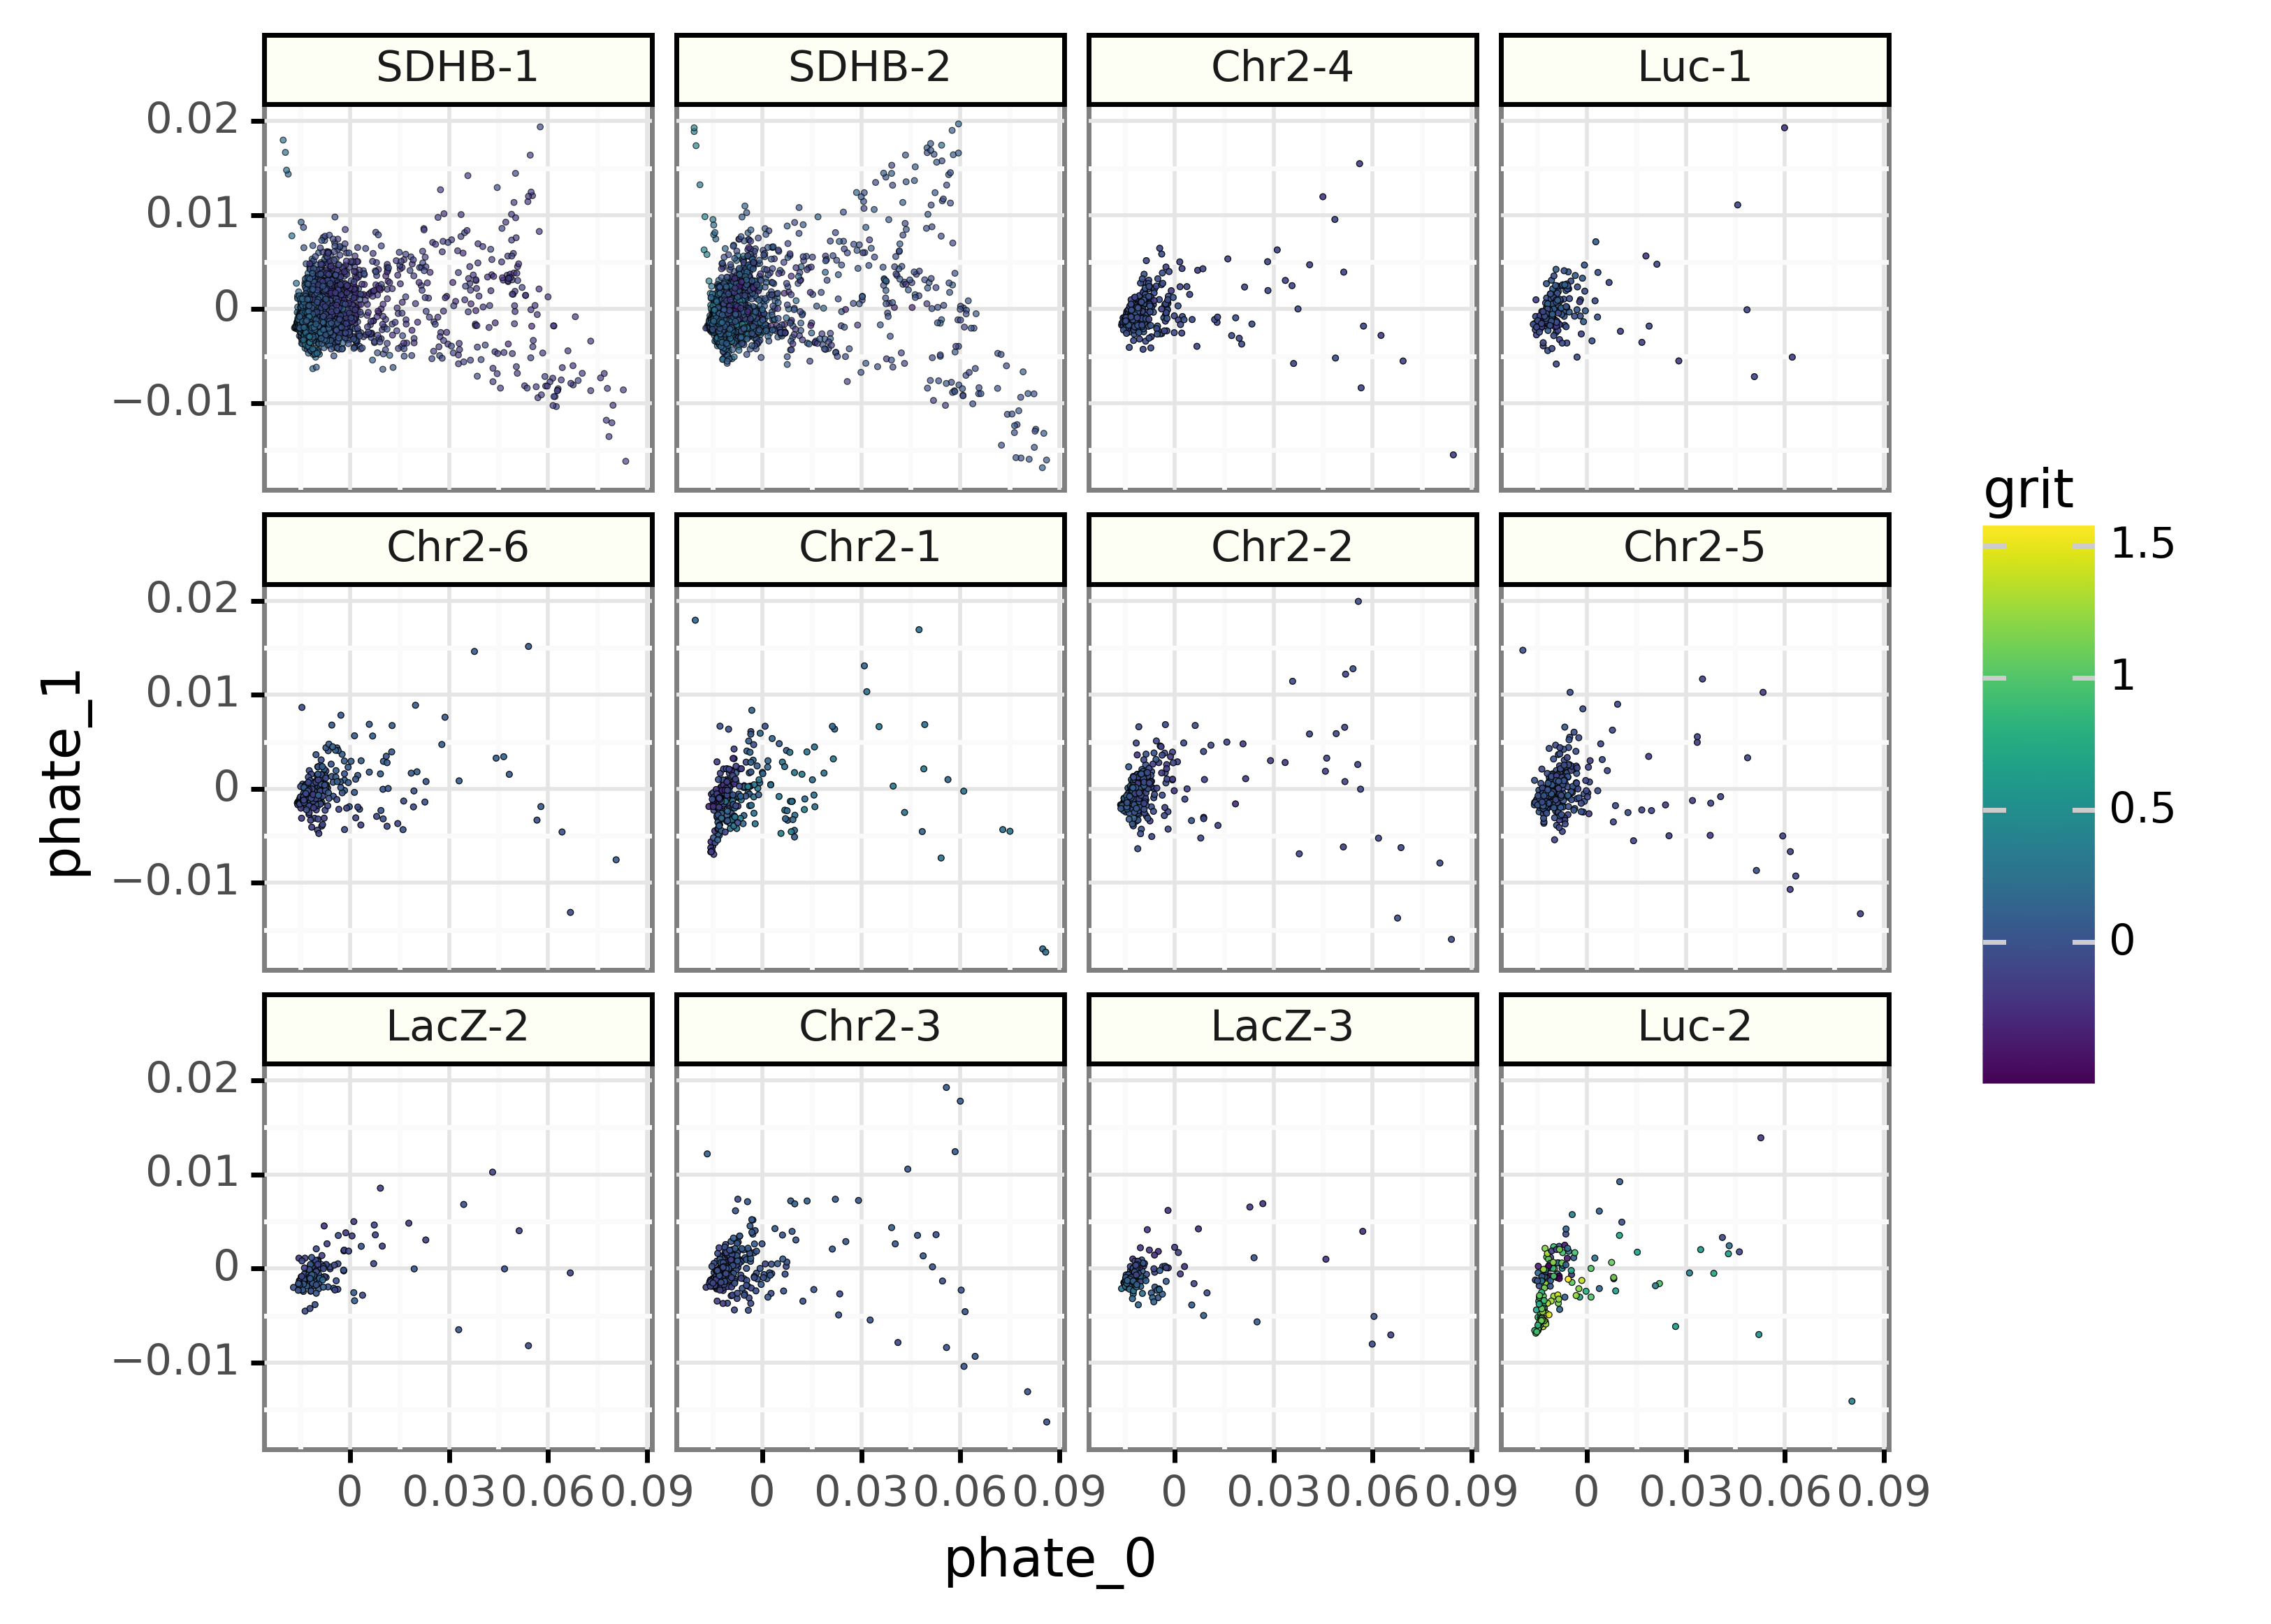 SDHB-1 SDHB-2 Chr2-4 Luc-1
0.02
0.01
0
−0.01
grit
1.5
1
0.5
0
Chr2-6 Chr2-1 Chr2-2 Chr2-5
0.02
0.01
0
−0.01
phate_1
LacZ-2 Chr2-3 LacZ-3 Luc-2
0.02
0.01
0
−0.01
0 0.03 0.06 0.09 0 0.03 0.06 0.09 0 0.03 0.06 0.09 0 0.03 0.06 0.09
phate_0